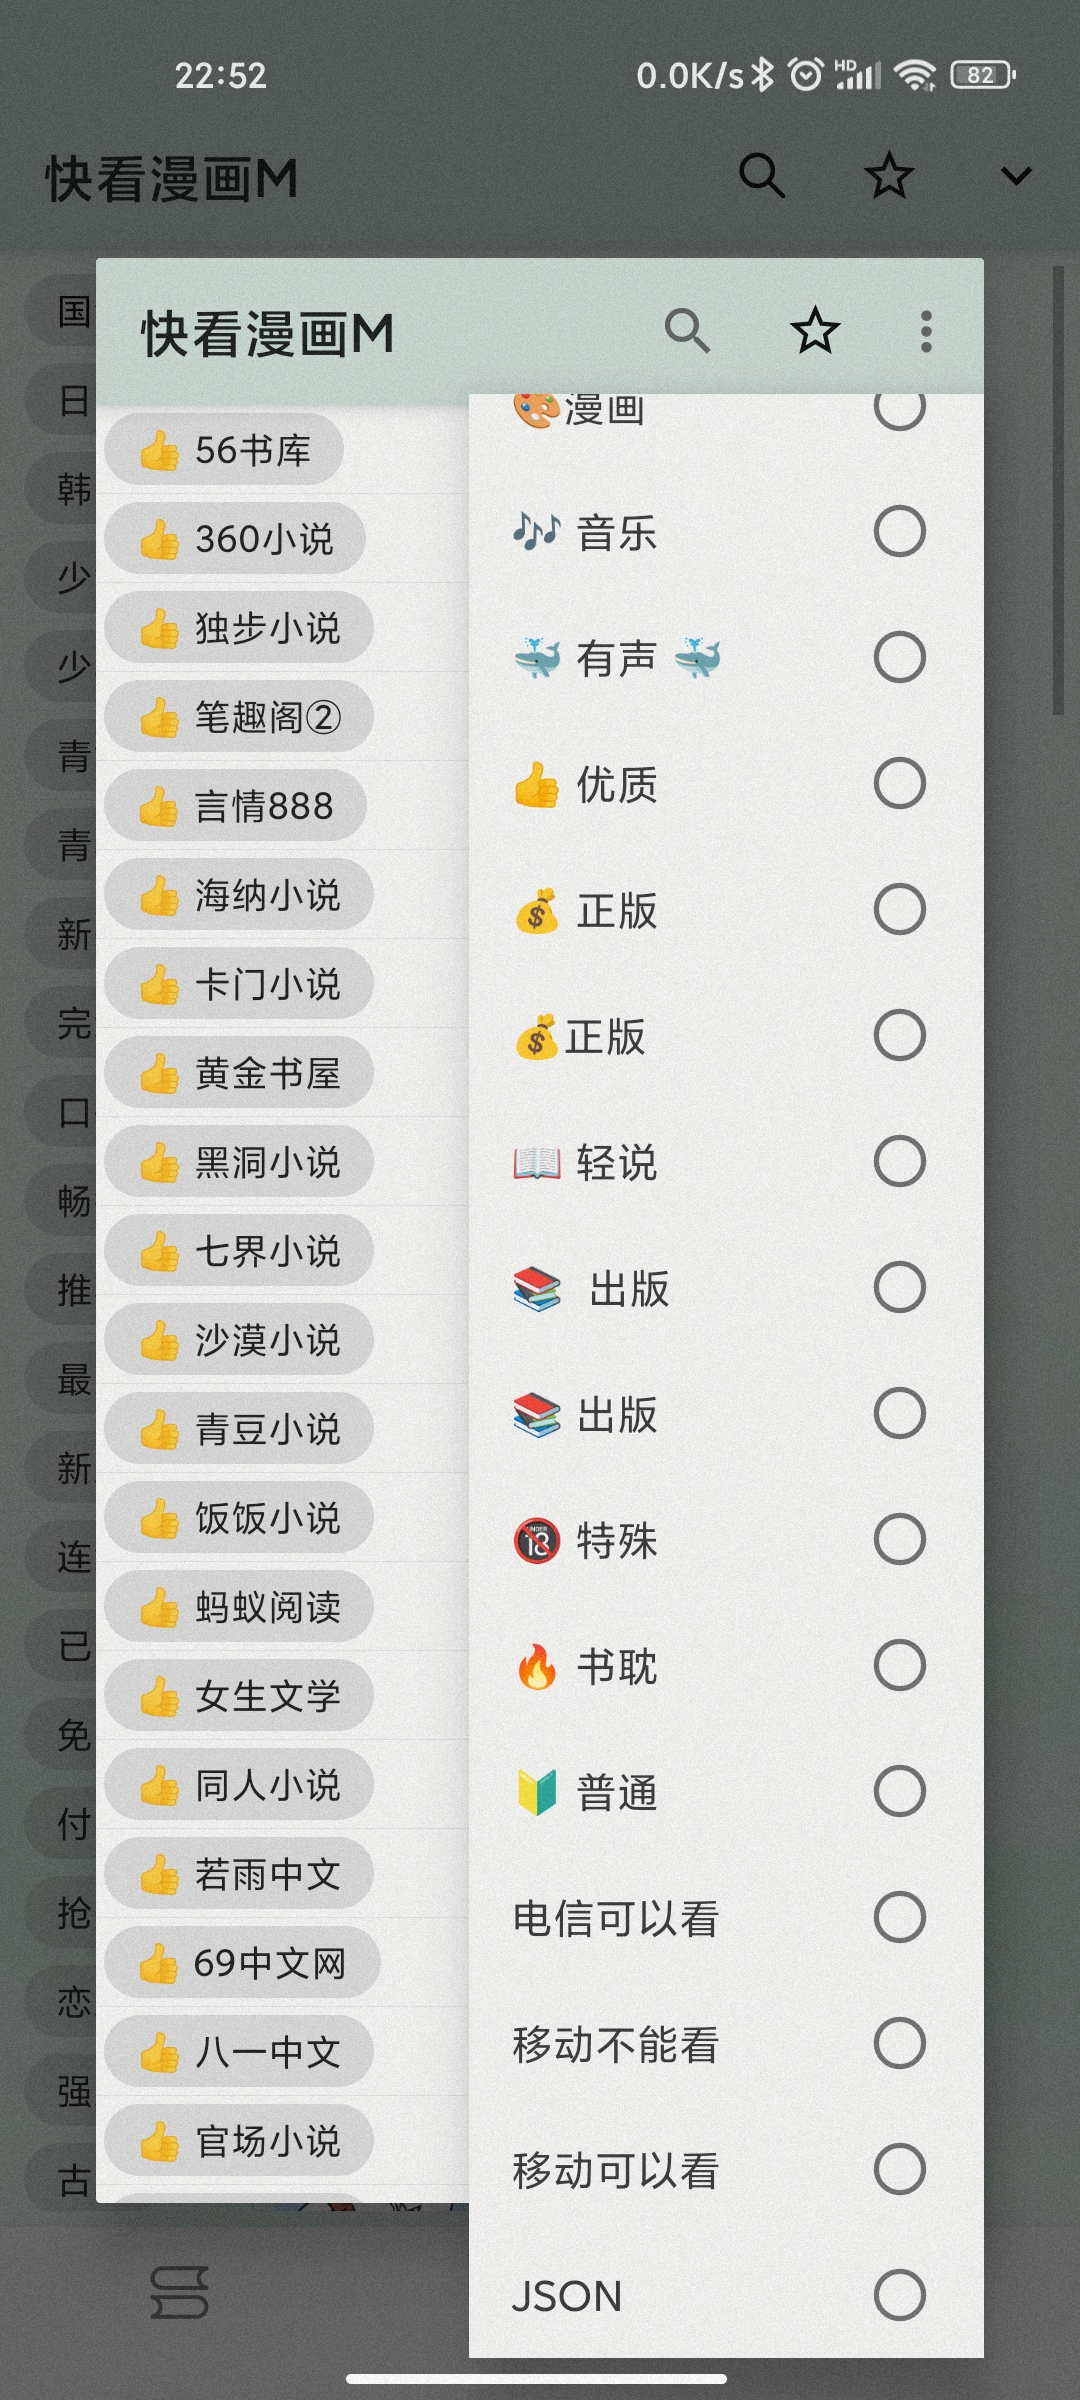 22:52
0.0K/s HD 82
快看漫画M
快看漫画M
国
日
韩
少
少
青
青
新
完
口
畅
推
最
新
连
已
免
付
抢
恋
强
古
56书库
360小说
独步小说
笔趣阁②
言情888
海纳小说
卡门小说
黄金书屋
黑洞小说
七界小说
沙漠小说
青豆小说
饭饭小说
蚂蚁阅读
女生文学
同人小说
若雨中文
69中文网
八一中文
官场小说
🎨漫画
🎶 音乐
🐳 有声 🐳
👍 优质
💰 正版
💰正版
📖 轻说
📚 出版
📚 出版
🔞 特殊
🔥 书耽
🔰 普通
电信可以看
移动不能看
移动可以看
JSON